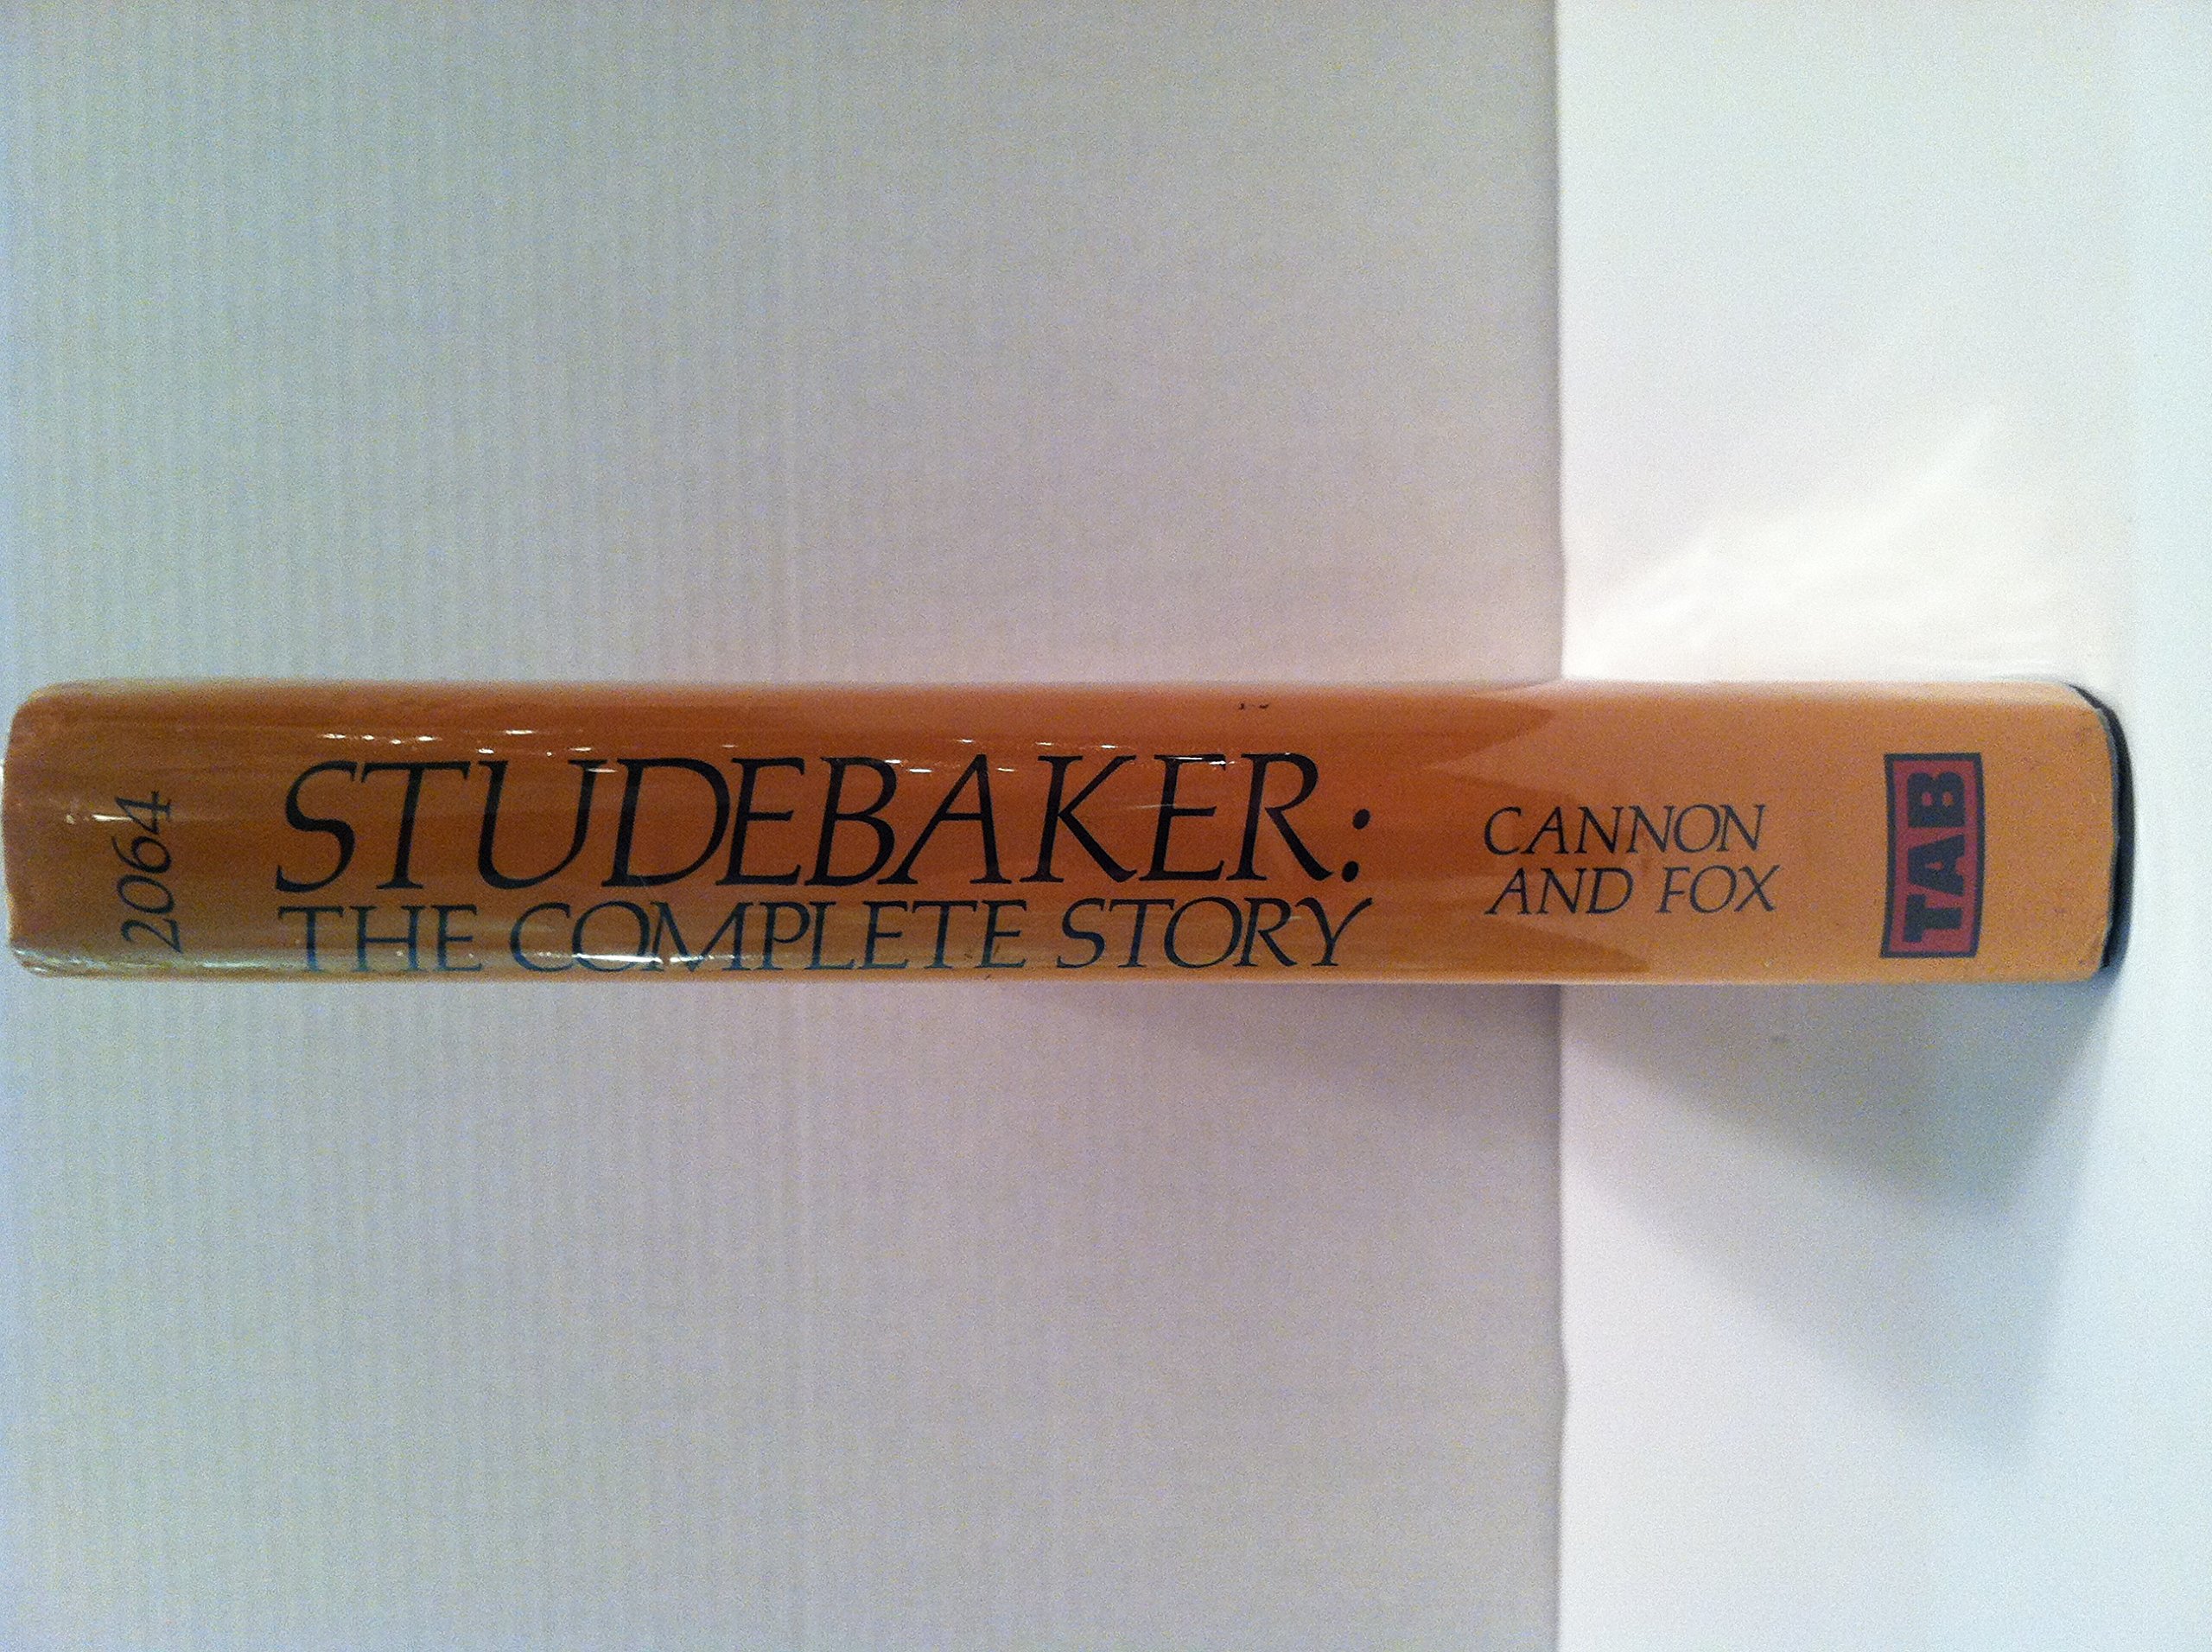 2064
STUDEBAKER:
THE COMPLETE STORY
CANNON
AND FOX
TAB